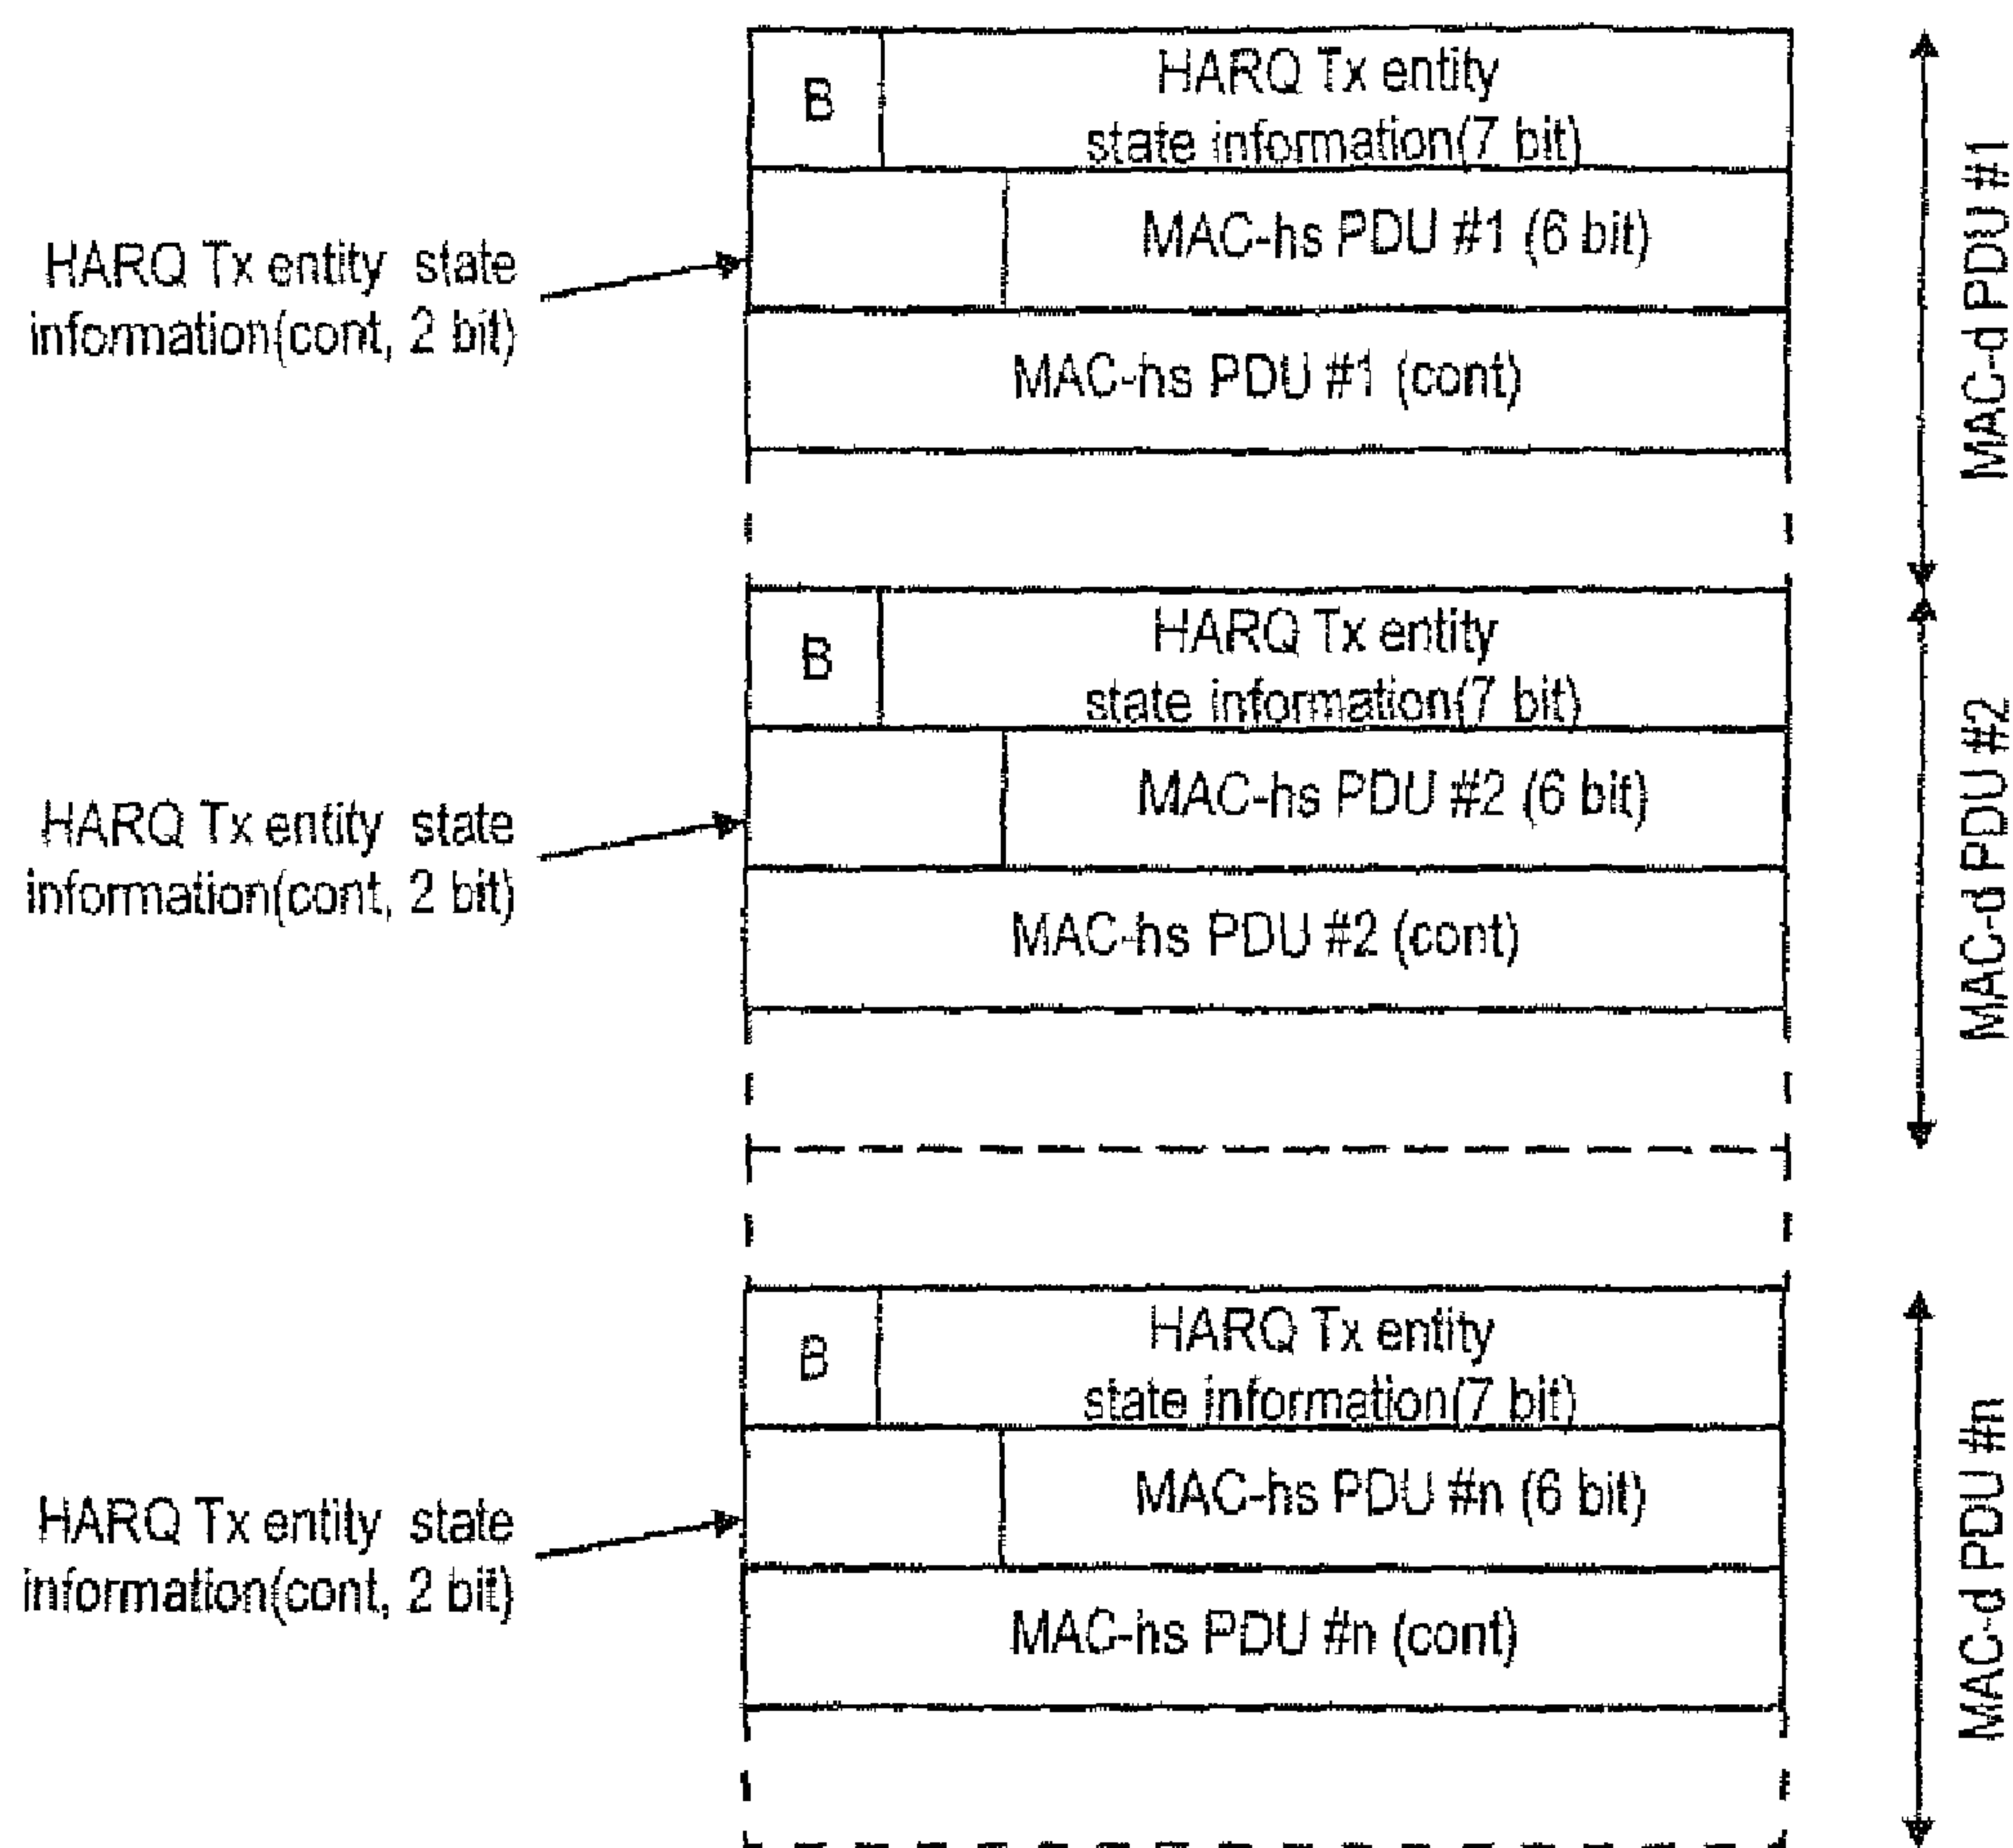 B
HARQ Tx entity
state information(7 bit)
HARQ Tx entity state
information(cont, 2 bit)
MAC-hs PDU #1 (6 bit)
MAC-hs PDU #1 (cont)
MAC-d PDU #1
B
HARQ Tx entity
state information(7 bit)
HARQ Tx entity state
information(cont, 2 bit)
MAC-hs PDU #2 (6 bit)
MAC-hs PDU #2 (cont)
MAC-d PDU #2
B
HARQ Tx entity
state information(7 bit)
HARQ Tx entity state
information(cont, 2 bit)
MAC-hs PDU #n (6 bit)
MAC-hs PDU #n (cont)
MAC-d PDU #n